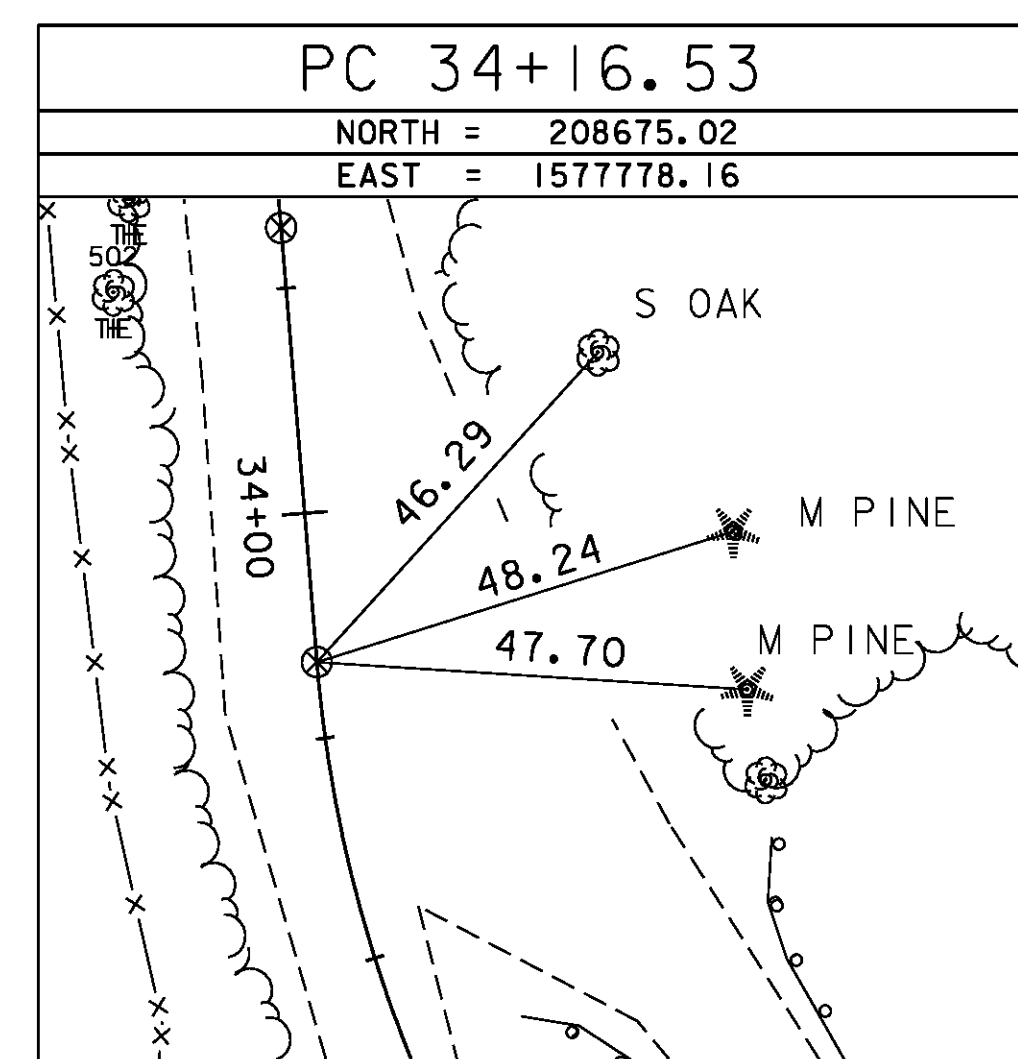 PC 34+16.53
NORTH = 208675.02
EAST = 1577778.16
THE
502
THE
S OAK
46.29
34+00
M PINE
48.24
M PINE
47.70